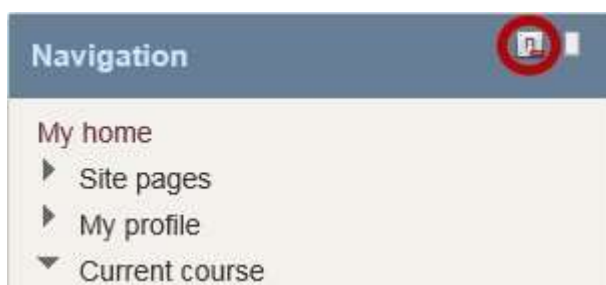 Navigation
My home
Site pages
My profile
Current course